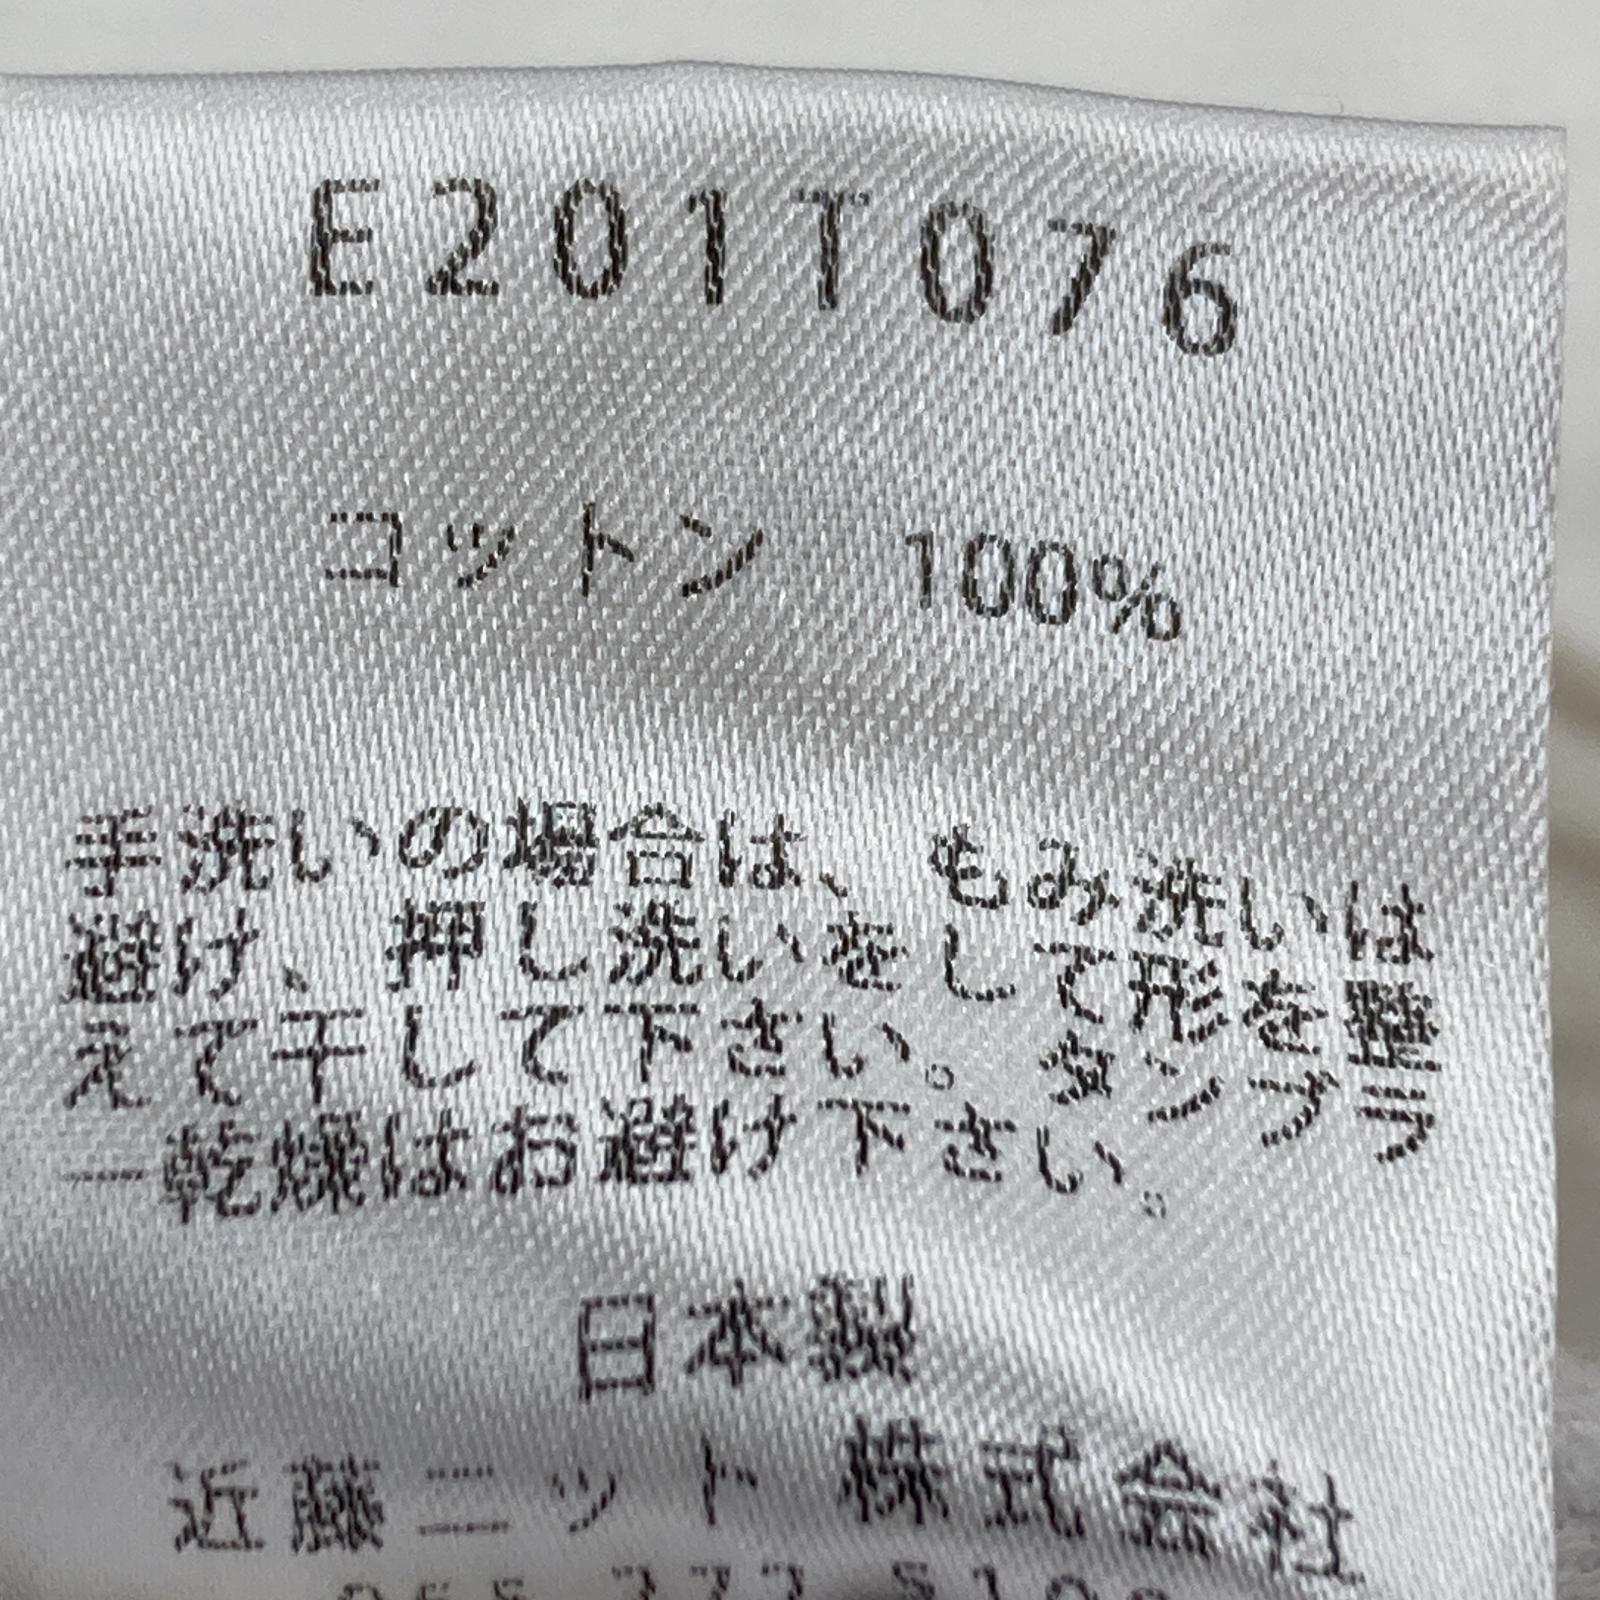 E201T076
コットン 100%
手洗いの場合は、もみ洗いは
避け、押し洗いをして形を整
えて干して下さい。タンブラ
ー乾燥はお避け下さい。
日本製
近藤ニット株式会社